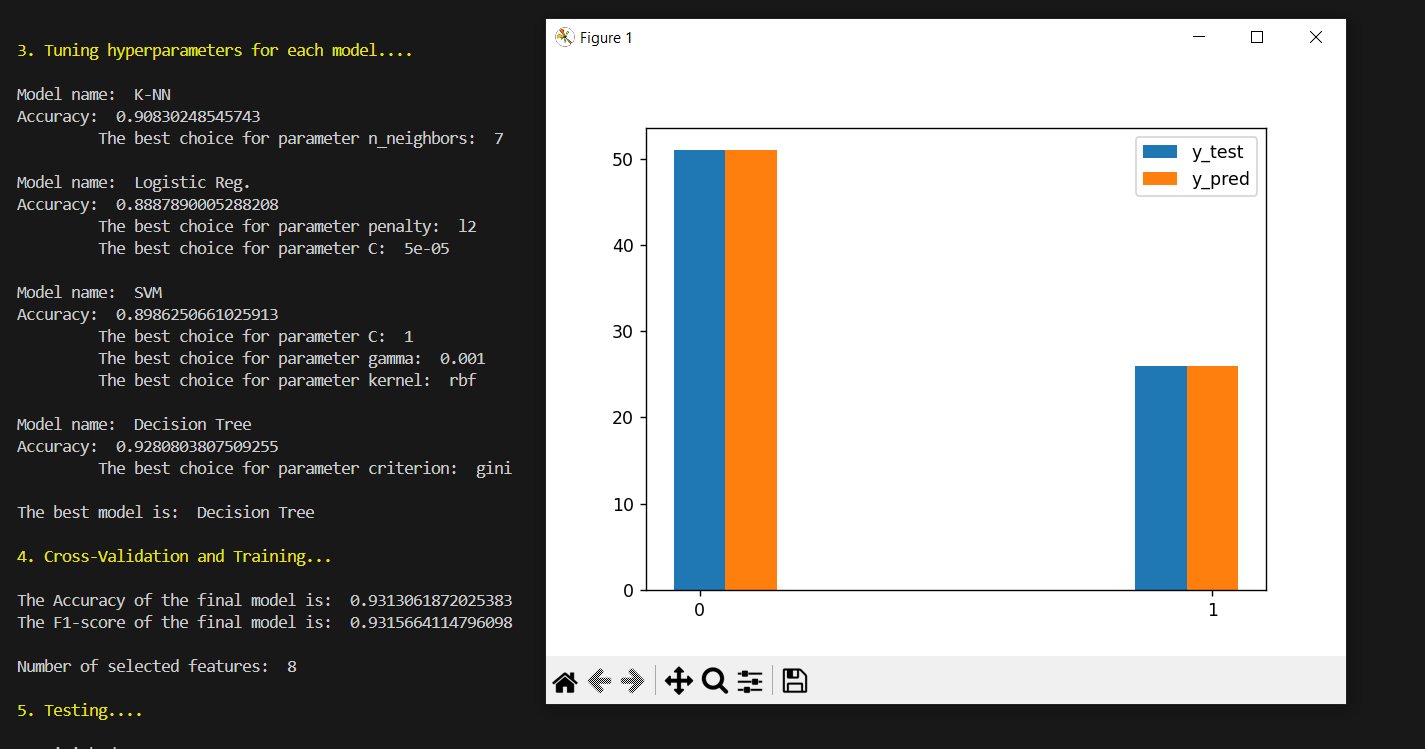 3. Tuning hyperparameters for each model....
Model name:  K-NN
Accuracy:  0.90830248545743
The best choice for parameter n_neighbors:  7
Model name:  Logistic Reg.
Accuracy:  0.8887890005288208
The best choice for parameter penalty:  l2
The best choice for parameter C:  5e-05
Model name:  SVM
Accuracy:  0.8986250661025913
The best choice for parameter C:  1
The best choice for parameter gamma:  0.001
The best choice for parameter kernel:  rbf
Model name:  Decision Tree
Accuracy:  0.9280803807509255
The best choice for parameter criterion:  gini
The best model is:  Decision Tree
4. Cross-Validation and Training...
The Accuracy of the final model is:  0.9313061872025383
The F1-score of the final model is:  0.9315664114796098
Number of selected features:  8
5. Testing....
Figure 1
y_test
y_pred
50
40
30
20
10
0
0 1